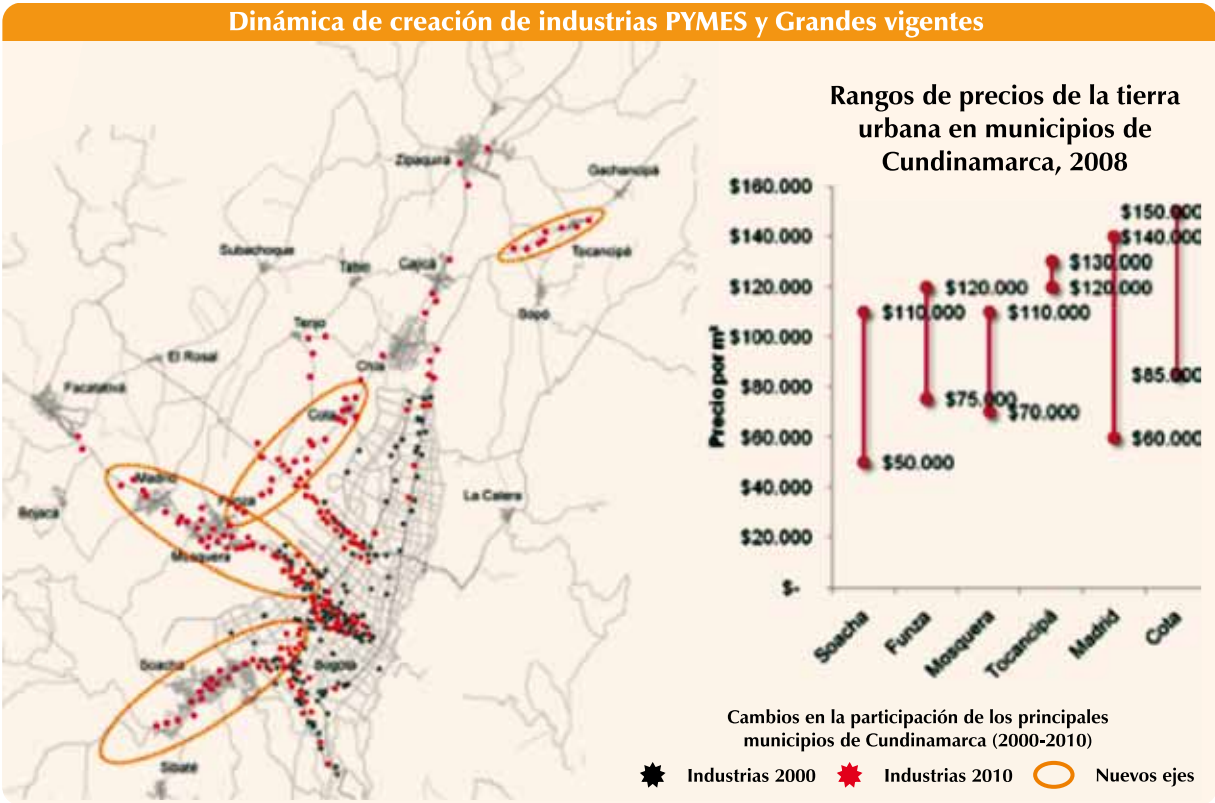 Dinámica de creación de industrias PYMES y Grandes vigentes
Zipaquirá
Gachancipá
Tocancipá
Subachoque
Tabio
Cajicá
Sopó
Tenjo
El Rosal
Chía
Facatativá
Cota
La Calera
Madrid
Funza
Bojacá
Mosquera
Soacha
Bogotá
Sibaté
Rangos de precios de la tierra
urbana en municipios de
Cundinamarca, 2008
Precio por m²
$160.000
$140.000
$120.000
$100.000
$80.000
$60.000
$40.000
$20.000
$-
$110.000
$50.000
$120.000
$75.000
$110.000
$70.000
$130.000
$120.000
$140.000
$60.000
$150.000
$85.000
Soacha
Funza
Mosquera
Tocancipá
Madrid
Cota
Cambios en la participación de los principales
municipios de Cundinamarca (2000-2010)
Industrias 2000
Industrias 2010
Nuevos ejes